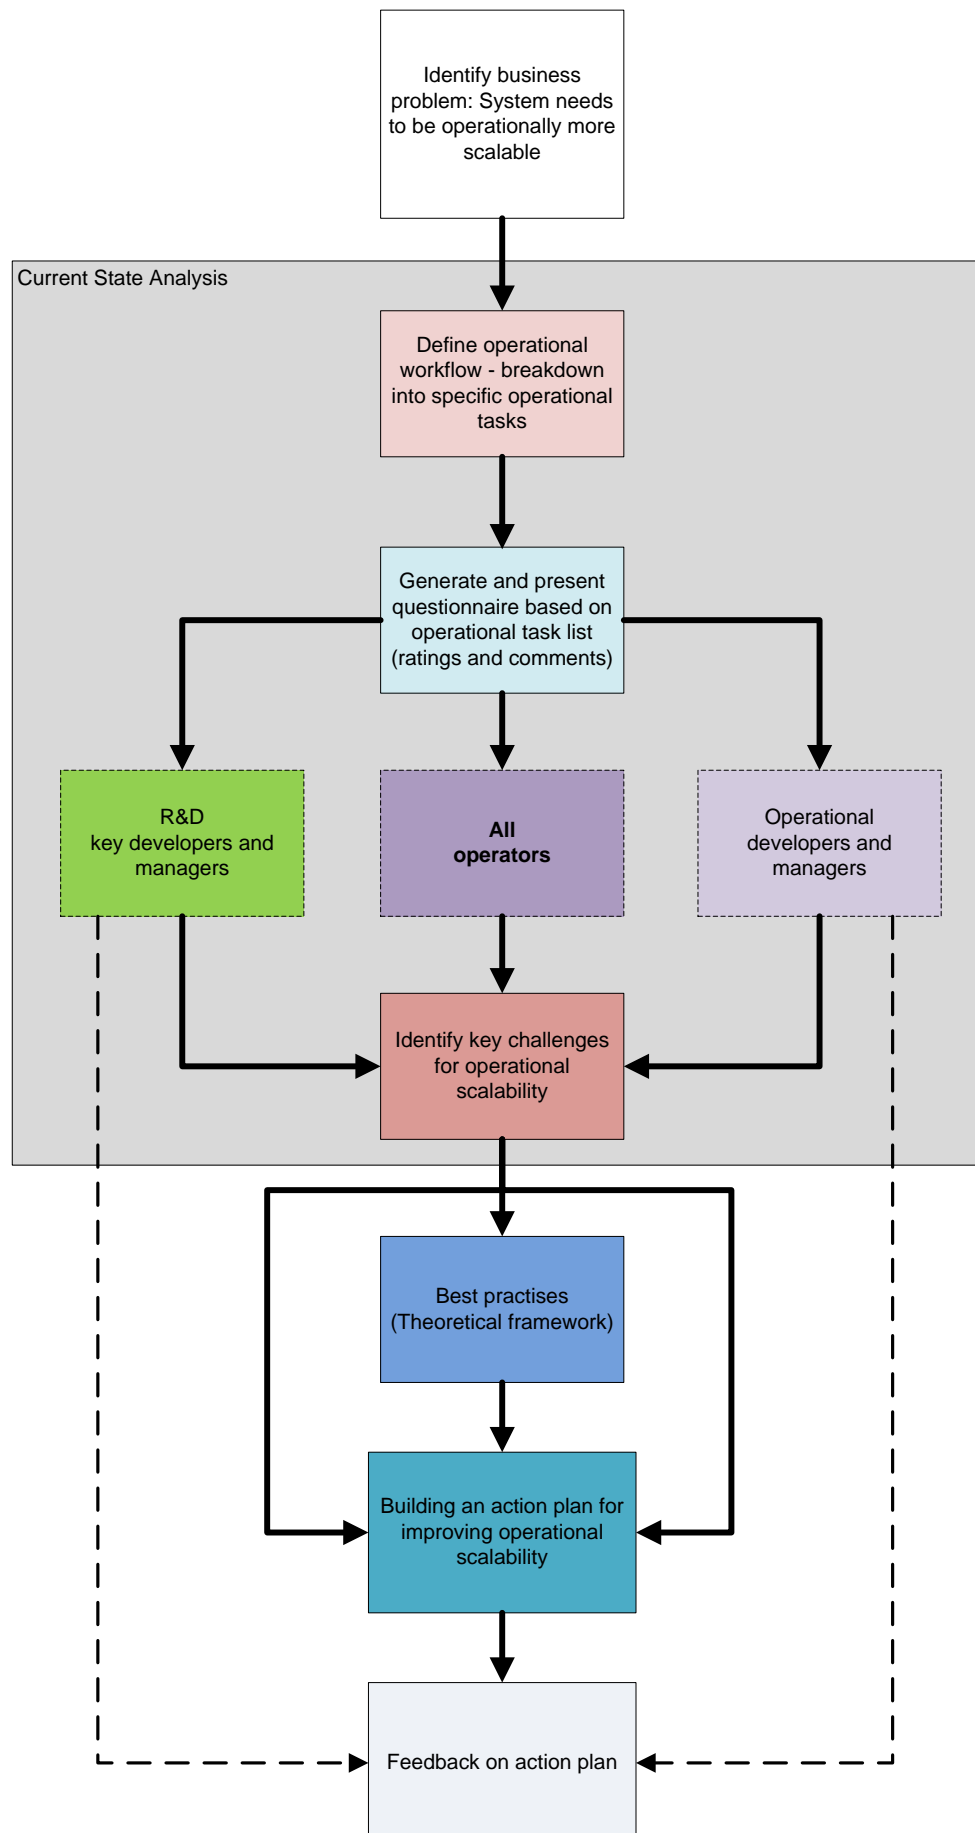 Identify business
problem: System needs
to be operationally more
scalable
Current State Analysis
Define operational
workflow - breakdown
into specific operational
tasks
Generate and present
questionnaire based on
operational task list
(ratings and comments)
R&D
key developers and
managers
All
operators
Operational
developers and
managers
Identify key challenges
for operational
scalability
Best practises
(Theoretical framework)
Building an action plan for
improving operational
scalability
Feedback on action plan